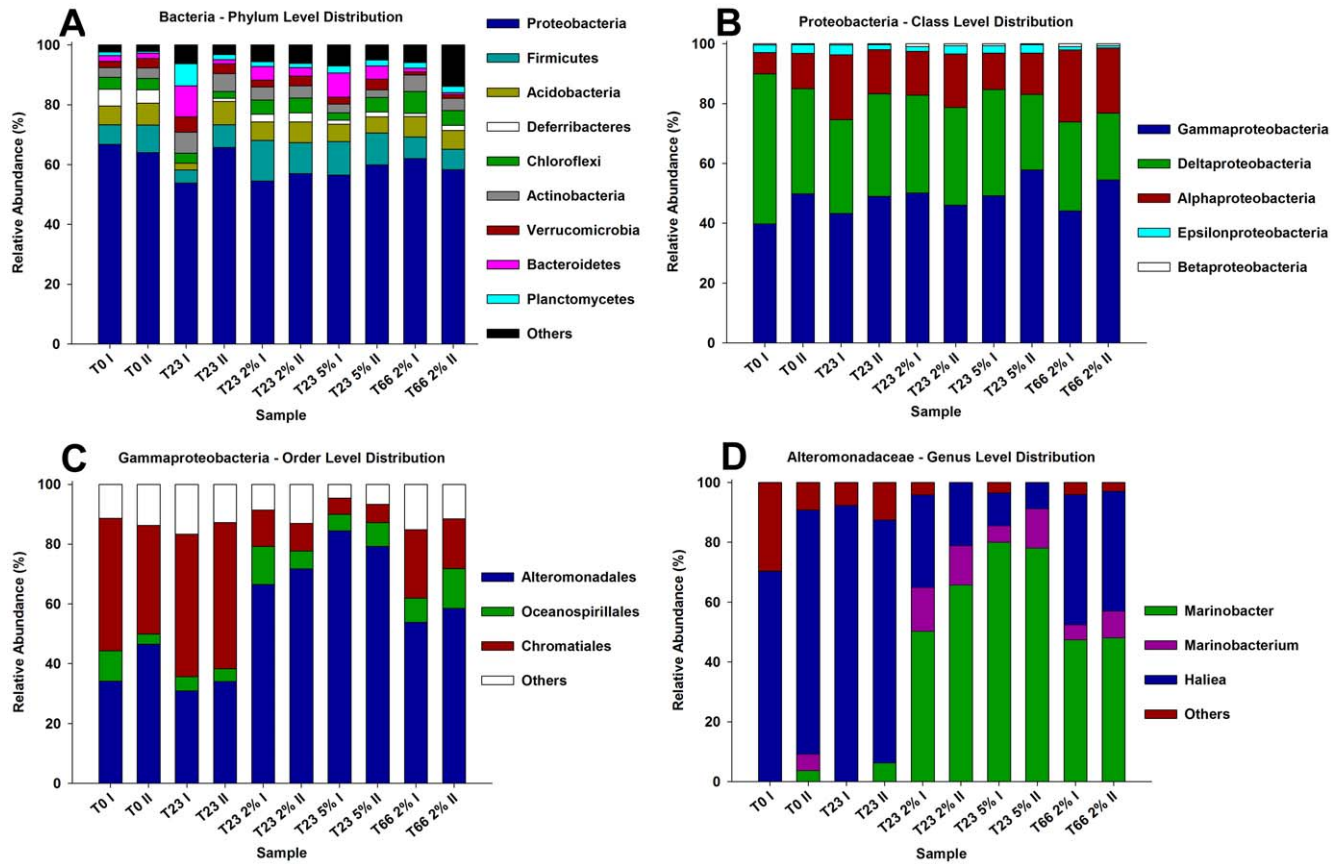 A
Bacteria - Phylum Level Distribution
Relative Abundance (%)
100
80
60
40
20
0
T0 I
T0 II
T23 I
T23 II
T23 2% I
T23 2% II
T23 5% I
T23 5% II
T66 2% I
T66 2% II
Sample
Proteobacteria
Firmicutes
Acidobacteria
Deferribacteres
Chloroflexi
Actinobacteria
Verrucomicrobia
Bacteroidetes
Planctomycetes
Others
B
Proteobacteria - Class Level Distribution
Relative Abundance (%)
100
80
60
40
20
0
T0 I
T0 II
T23 I
T23 II
T23 2% I
T23 2% II
T23 5% I
T23 5% II
T66 2% I
T66 2% II
Sample
Gammaproteobacteria
Deltaproteobacteria
Alphaproteobacteria
Epsilonproteobacteria
Betaproteobacteria
C
Gammaproteobacteria - Order Level Distribution
Relative Abundance (%)
100
80
60
40
20
0
T0 I
T0 II
T23 I
T23 II
T23 2% I
T23 2% II
T23 5% I
T23 5% II
T66 2% I
T66 2% II
Sample
Alteromonadales
Oceanospirillales
Chromatiales
Others
D
Alteromonadaceae - Genus Level Distribution
Relative Abundance (%)
100
80
60
40
20
0
T0 I
T0 II
T23 I
T23 II
T23 2% I
T23 2% II
T23 5% I
T23 5% II
T66 2% I
T66 2% II
Sample
Marinobacter
Marinobacterium
Haliea
Others